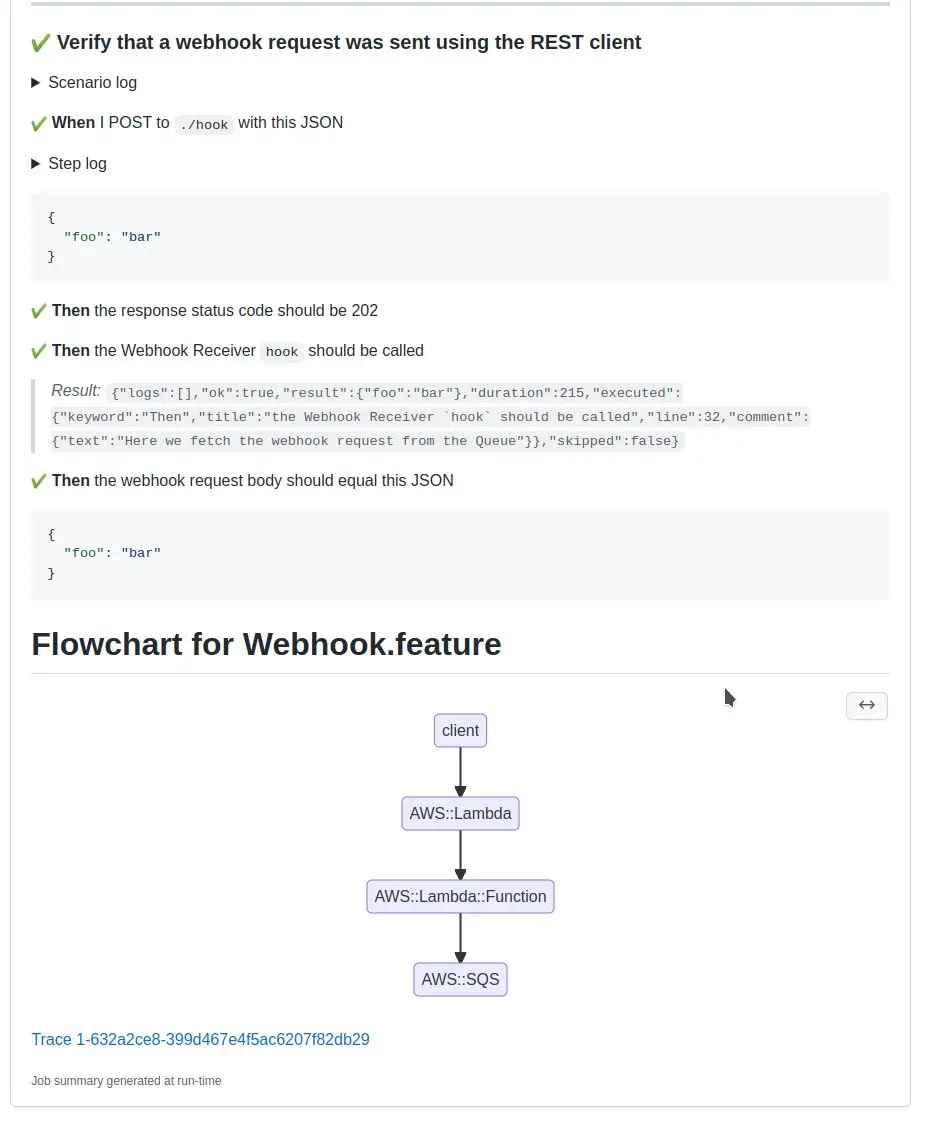 Verify that a webhook request was sent using the REST client
Scenario log
When I POST to ./hook with this JSON
Step log
{
"foo": "bar"
}
Then the response status code should be 202
Then the Webhook Receiver hook should be called
Result: {"logs":[],"ok":true,"result":{"foo":"bar"},"duration":215,"executed":
{"keyword":"Then","title":"the Webhook Receiver `hook` should be called","line":32,"comment":
{"text":"Here we fetch the webhook request from the Queue"}},"skipped":false}
Then the webhook request body should equal this JSON
{
"foo": "bar"
}
Flowchart for Webhook.feature
client
AWS::Lambda
AWS::Lambda::Function
AWS::SQS
Trace 1-632a2ce8-399d467e4f5ac6207f82db29
Job summary generated at run-time